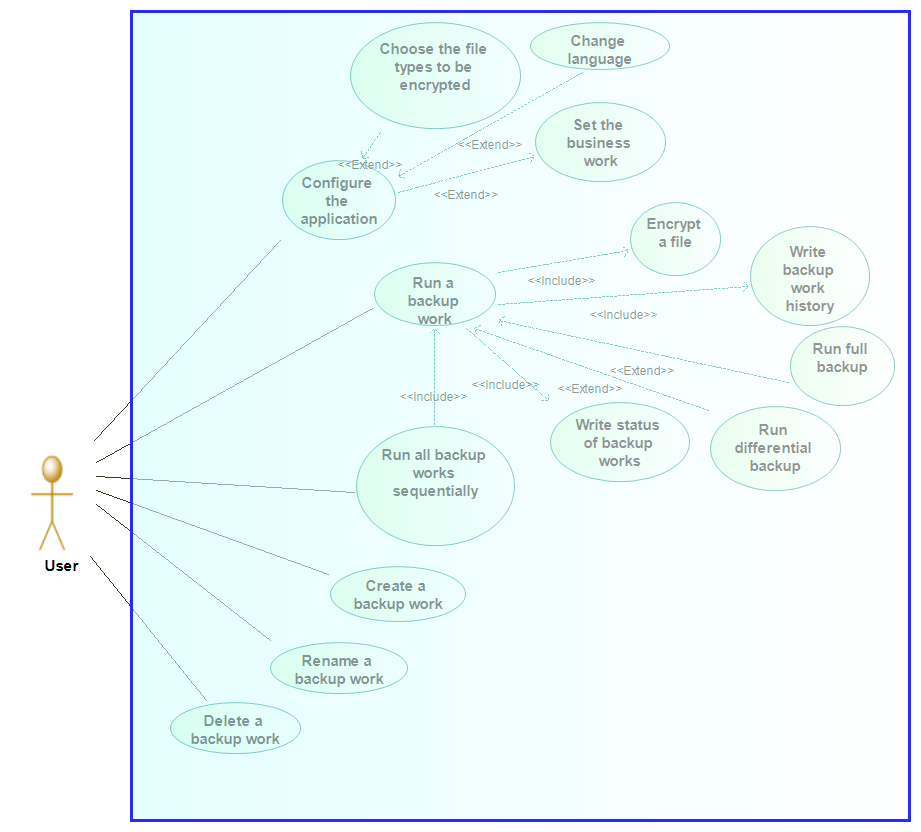 Choose the file
types to be
encrypted
Change
language
<<Extend>>
Set the
business
work
<<Extend>>
Configure
the
application
<<Extend>>
Encrypt
a file
Write
backup
work
history
<<Include>>
Run a
backup
work
<<Include>>
Run full
backup
<<Extend>>
<<Include>>
<<Extend>>
<<Include>>
Write status
of backup
works
Run
differential
backup
Run all backup
works
sequentially
User
Create a
backup work
Rename a
backup work
Delete a
backup work